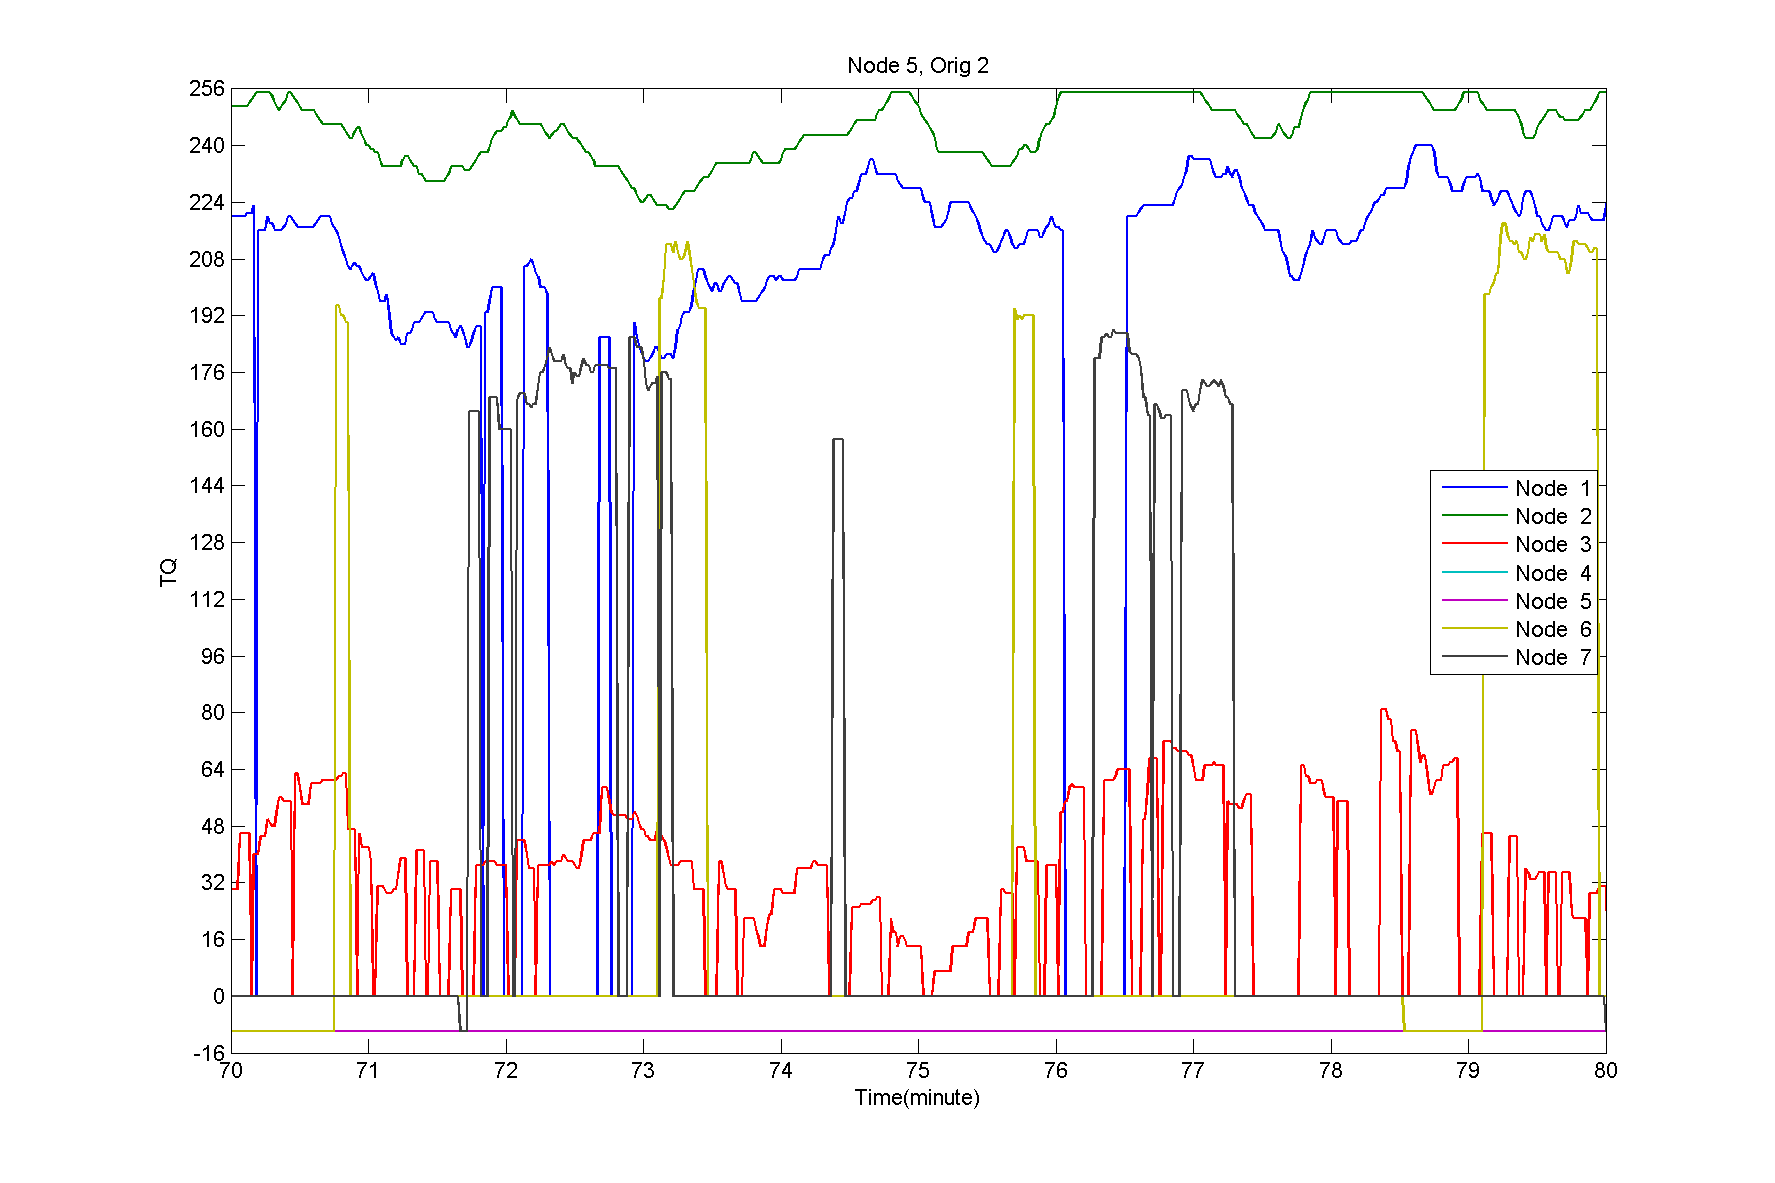 Node 5, Orig 2
256
240
224
208
192
176
160
144
128
112
96
80
64
48
32
16
0
-16
TQ
70 71 72 73 74 75 76 77 78 79 80
Time(minute)
Node 1
Node 2
Node 3
Node 4
Node 5
Node 6
Node 7